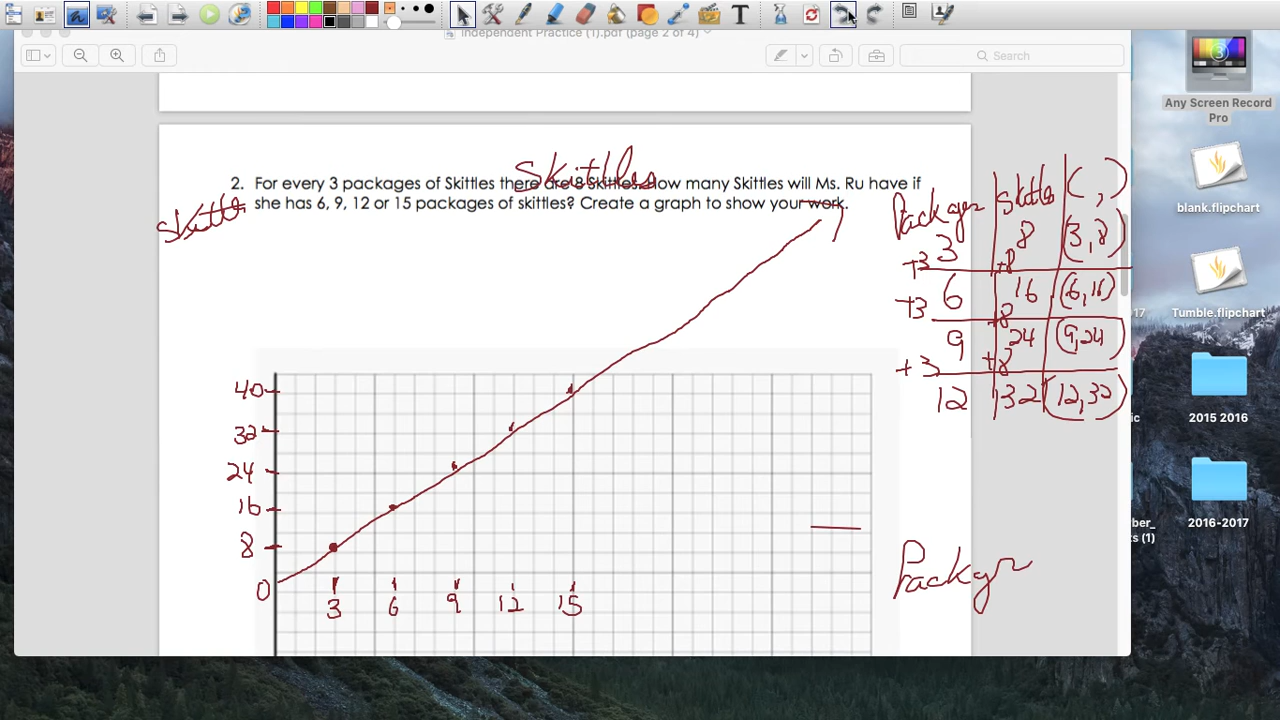 Independent Practice (1).pdf (page 2 of 4)
Search
Any Screen Record Pro
Skittles
2. For every 3 packages of Skittles there are 8 Skittles. How many Skittles will Ms. Ru have if
she has 6, 9, 12 or 15 packages of skittles? Create a graph to show your work.
Skittles
Packages Skittles ( , )
3 8 (3,8)
+3 +8
6 16 (6,16)
+3 +8
9 24 (9,24)
+3 +8
12 32 (12,32)
blank.flipchart
Tumble.flipchart
2015 2016
2016-2017
40
32
24
16
8
0
3 6 9 12 15
Packages